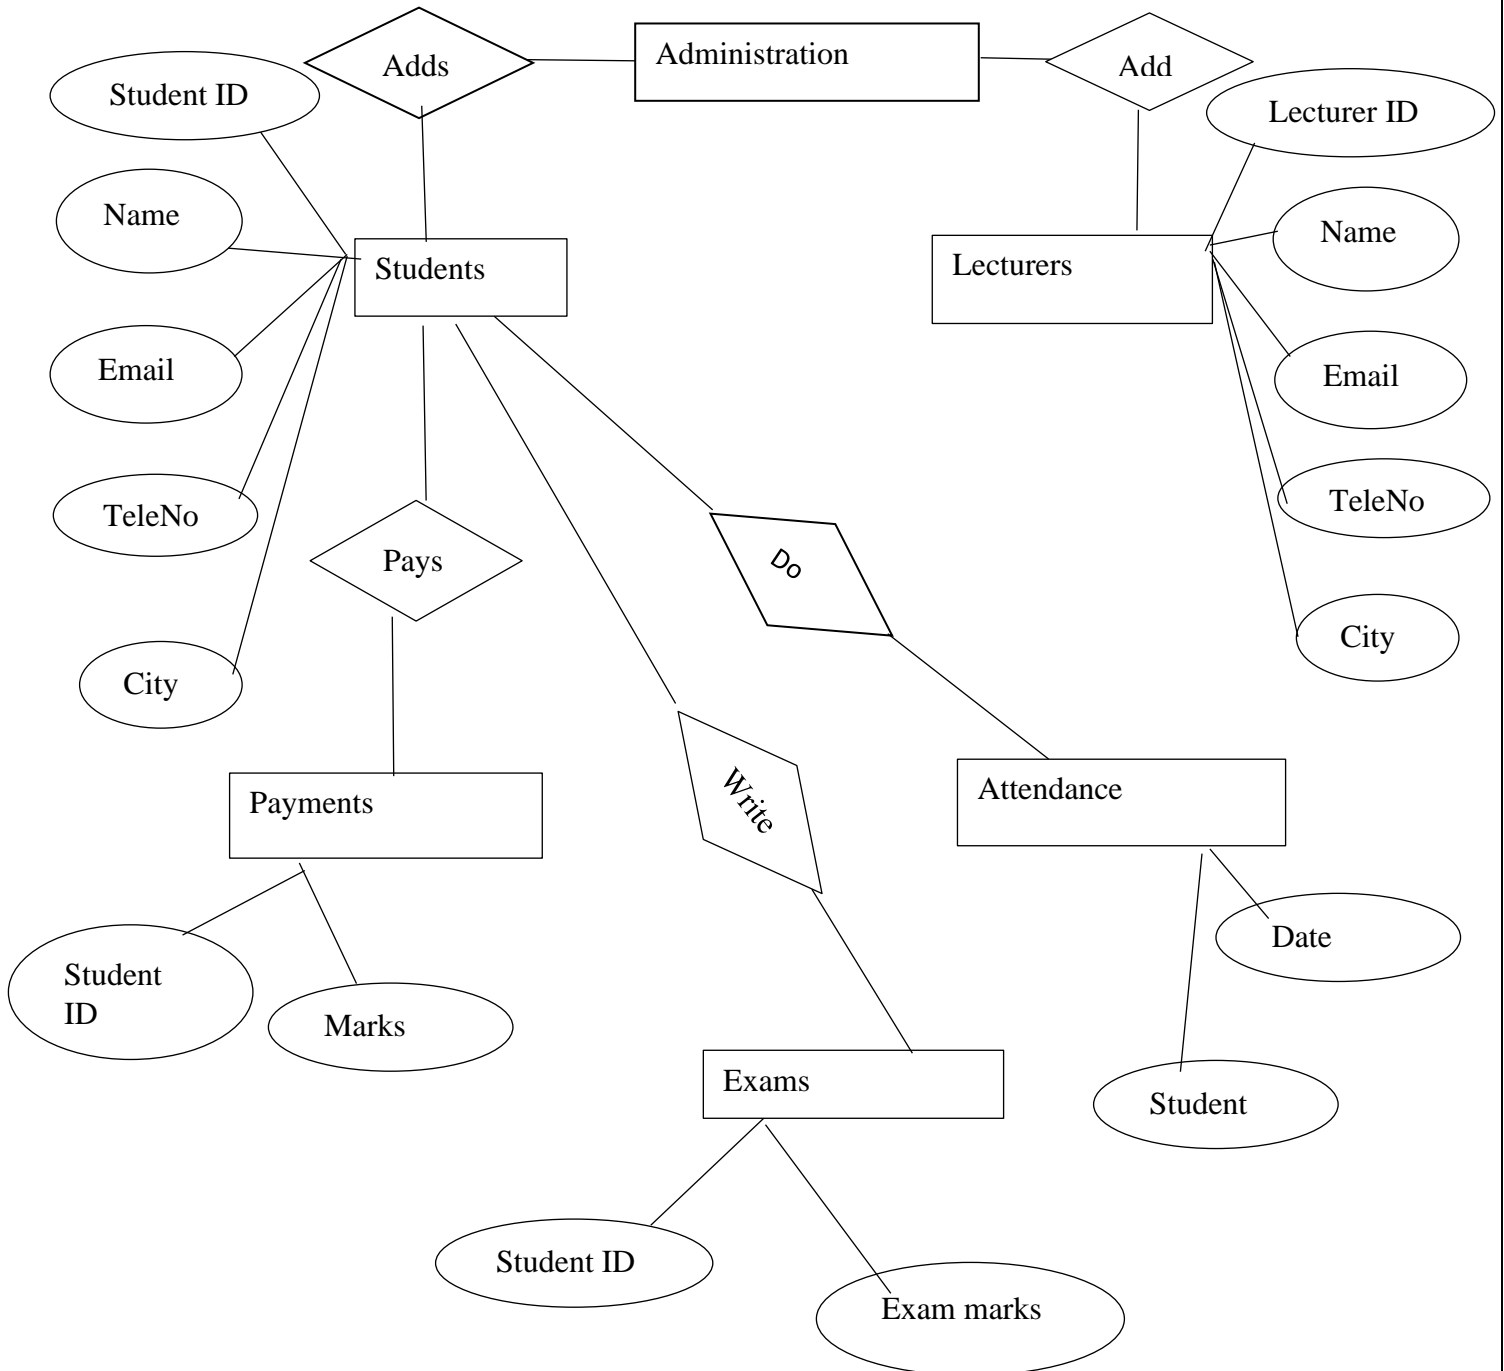 Adds
Administration
Add
Student ID
Lecturer ID
Name
Name
Students
Lecturers
Email
Email
TeleNo
TeleNo
Pays
Do
City
City
Payments
Write
Attendance
Student
ID
Marks
Date
Exams
Student
Student ID
Exam marks